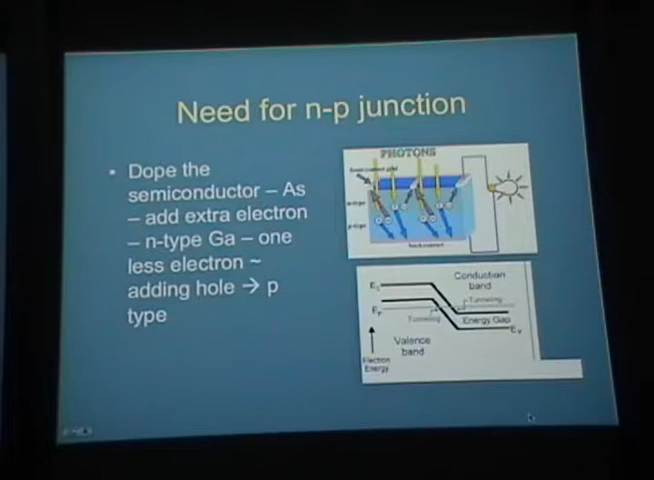 Need for n-p junction
• Dope the
semiconductor – As
– add extra electron
– n-type Ga – one
less electron ~
adding hole → p
type
PHOTONS
n-type
p-type
Conduction
band
Tunneling
Tunneling
Energy Gap
Valence
band
Electron
Energy